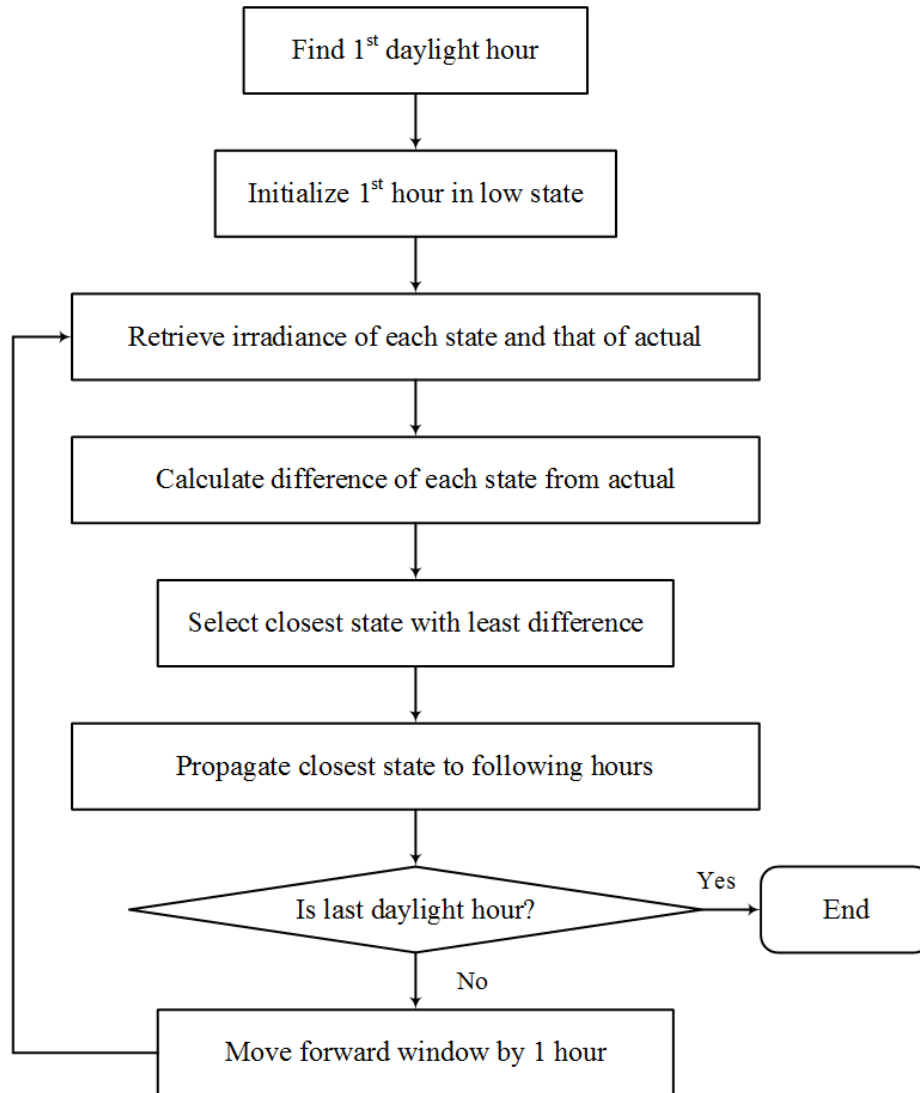 Find 1st daylight hour
Initialize 1st hour in low state
Retrieve irradiance of each state and that of actual
Calculate difference of each state from actual
Select closest state with least difference
Propagate closest state to following hours
Is last daylight hour?
Yes
End
No
Move forward window by 1 hour